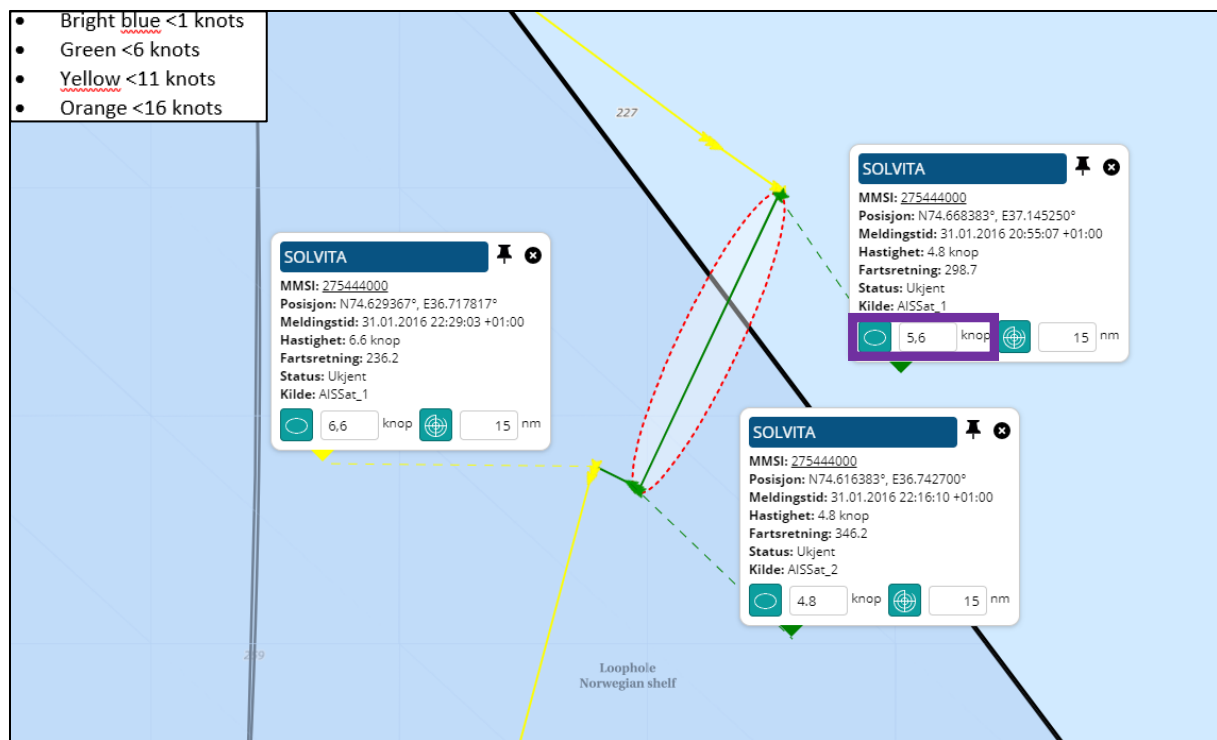 Bright blue <1 knots
Green <6 knots
Yellow <11 knots
Orange <16 knots
227
SOLVITA
MMSI: 275444000
Posisjon: N74.668383°, E37.145250°
Meldingstid: 31.01.2016 20:55:07 +01:00
Hastighet: 4.8 knop
Fartsretning: 298.7
Status: Ukjent
Kilde: AISSat_1
5,6 knop 15 nm
SOLVITA
MMSI: 275444000
Posisjon: N74.629367°, E36.717817°
Meldingstid: 31.01.2016 22:29:03 +01:00
Hastighet: 6.6 knop
Fartsretning: 236.2
Status: Ukjent
Kilde: AISSat_1
6,6 knop 15 nm
SOLVITA
MMSI: 275444000
Posisjon: N74.616383°, E36.742700°
Meldingstid: 31.01.2016 22:16:10 +01:00
Hastighet: 4.8 knop
Fartsretning: 346.2
Status: Ukjent
Kilde: AISSat_2
4.8 knop 15 nm
Loophole
Norwegian shelf